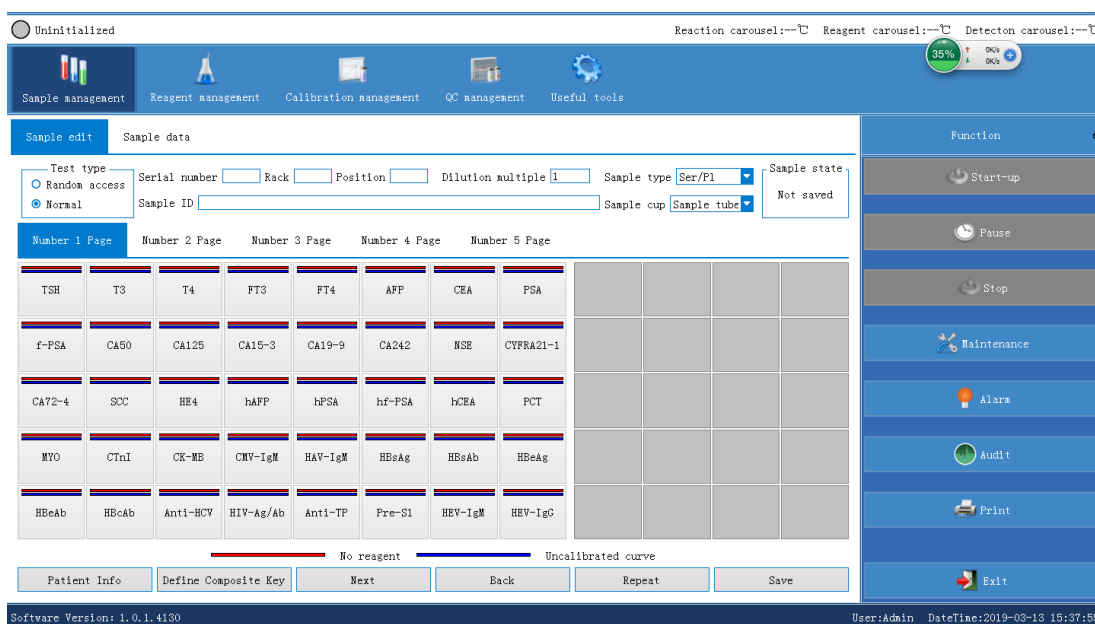 Uninitialized Reaction carousel:--℃ Reagent carousel:--℃ Detecton carousel:--℃
35% ↑ 0K/s ↓ 0K/s +
Sample management Reagent management Calibration management QC management Useful tools
Sample edit Sample data Function
Test type
Random access
Normal
Serial number Rack Position Dilution multiple 1 Sample type Ser/Pl
Sample ID Sample cup Sample tube
Sample state
Not saved
Number 1 Page Number 2 Page Number 3 Page Number 4 Page Number 5 Page
TSH T3 T4 FT3 FT4 AFP CEA PSA
f-PSA CA50 CA125 CA15-3 CA19-9 CA242 NSE CYFRA21-1
CA72-4 SCC HE4 hAFP hPSA hf-PSA hCEA PCT
MYO CTnI CK-MB CMV-IgM HAV-IgM HBsAg HBsAb HBeAg
HBeAb HBcAb Anti-HCV HIV-Ag/Ab Anti-TP Pre-S1 HEV-IgM HEV-IgG
No reagent Uncalibrated curve
Patient Info Define Composite Key Next Back Repeat Save
Start-up
Pause
Stop
Maintenance
Alarm
Audit
Print
Exit
Software Version: 1.0.1.4130 User:Admin DateTime:2019-03-13 15:37:55